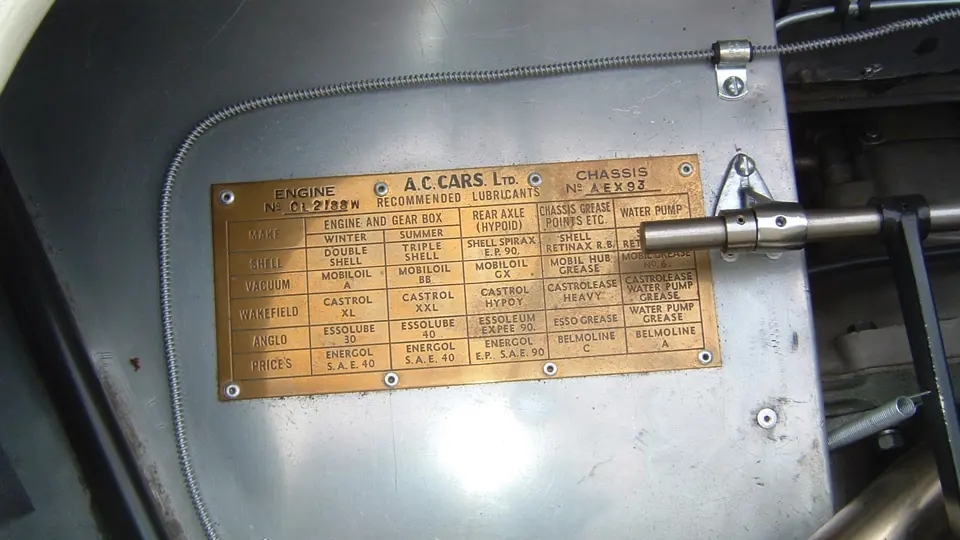 A.C. CARS. LTD.
ENGINE
Nº CL2188W
CHASSIS
Nº AEX93
RECOMMENDED LUBRICANTS
MAKE
ENGINE AND GEAR BOX
WINTER SUMMER
REAR AXLE
(HYPOID)
CHASSIS GREASE
POINTS ETC.
WATER PUMP
SHELL
DOUBLE
SHELL
TRIPLE
SHELL
SHELL SPIRAX
E.P. 90.
SHELL
RETINAX R.B.
VACUUM
MOBILOIL
A
MOBILOIL
BB
MOBILOIL
GX
MOBIL HUB
GREASE
MOBIL GREASE
Nº 6
WAKEFIELD
CASTROL
XL
CASTROL
XXL
CASTROL
HYPOY
CASTROLEASE
HEAVY
CASTROLEASE
WATER PUMP
GREASE
ANGLO
ESSOLUBE
30
ESSOLUBE
40
ESSOLEUM
EXPEE 90.
ESSO GREASE
WATER PUMP
GREASE
PRICE'S
ENERGOL
S.A.E. 40
ENERGOL
S.A.E. 40
ENERGOL
E.P. S.A.E. 90
BELMOLINE
C
BELMOLINE
A